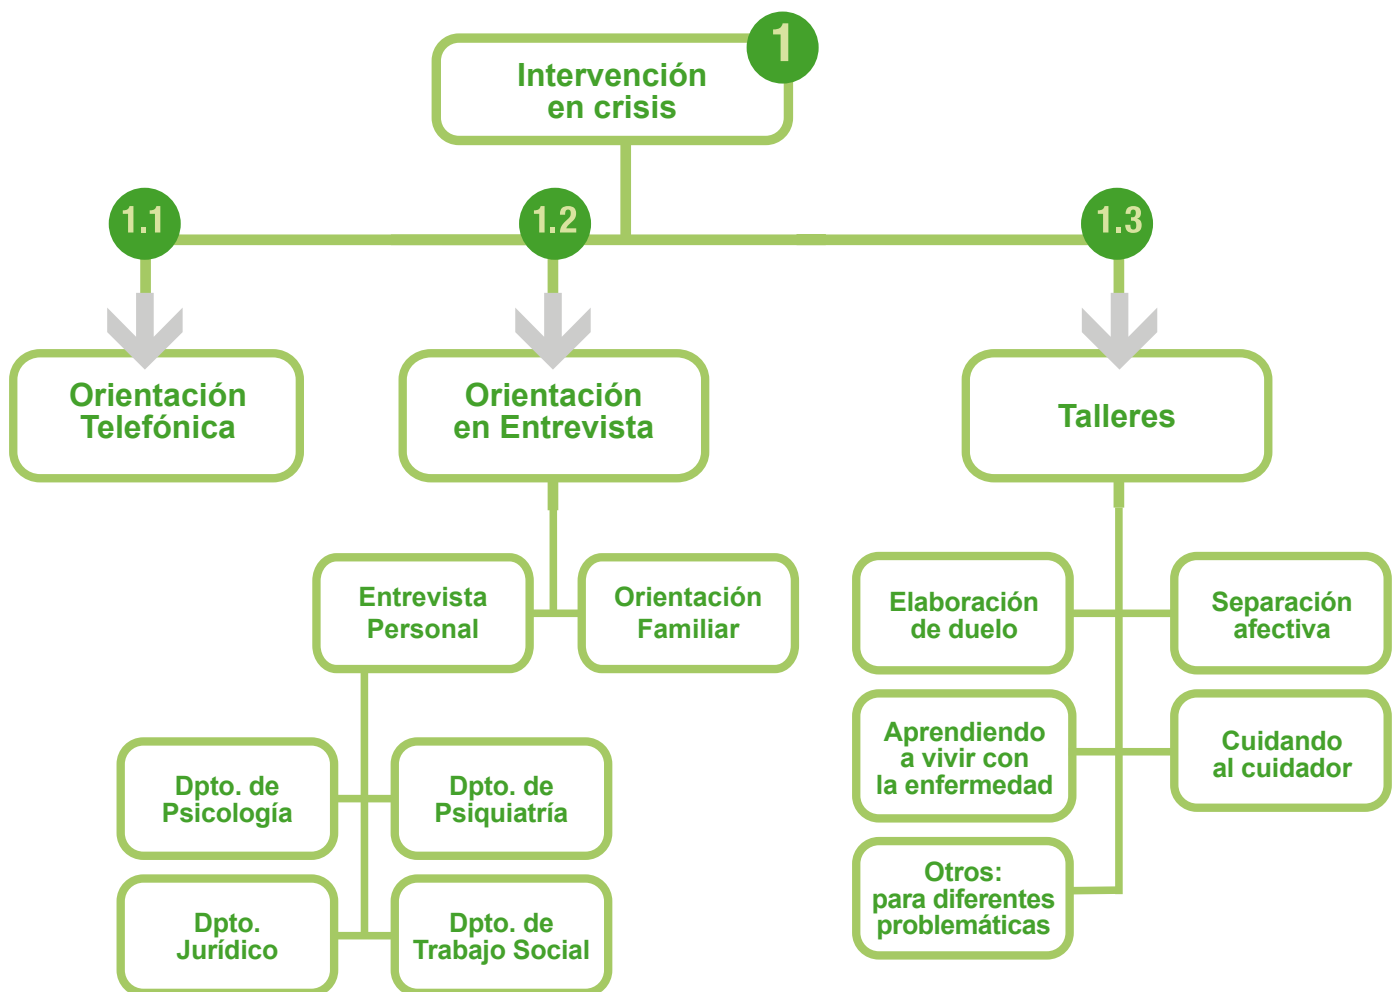 1
Intervención
en crisis
1.1
1.2
1.3
Orientación
Telefónica
Orientación
en Entrevista
Talleres
Entrevista
Personal
Orientación
Familiar
Dpto. de
Psicología
Dpto. de
Psiquiatría
Dpto.
Jurídico
Dpto. de
Trabajo Social
Elaboración
de duelo
Separación
afectiva
Aprendiendo
a vivir con
la enfermedad
Cuidando
al cuidador
Otros:
para diferentes
problemáticas